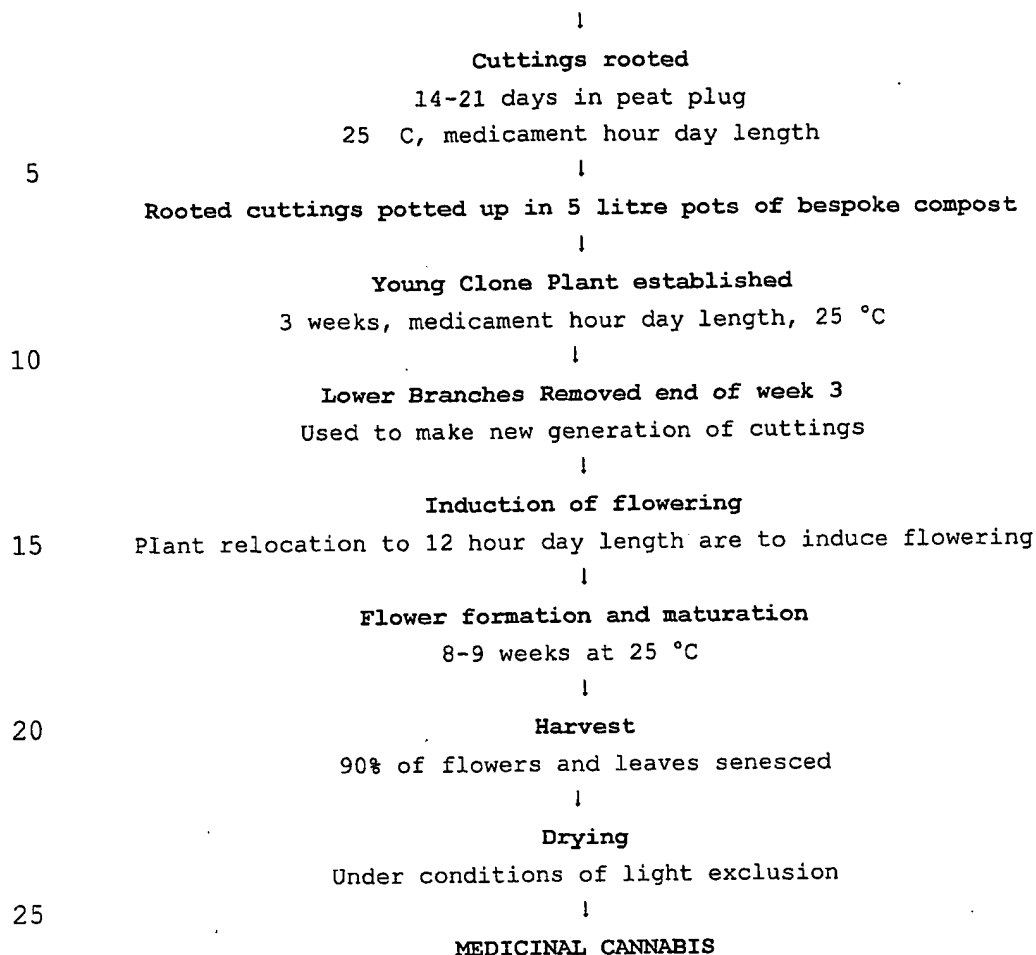 ↓
Cuttings rooted
14-21 days in peat plug
25 C, medicament hour day length
5 ↓
Rooted cuttings potted up in 5 litre pots of bespoke compost
↓
Young Clone Plant established
3 weeks, medicament hour day length, 25 °C
10 ↓
Lower Branches Removed end of week 3
Used to make new generation of cuttings
↓
Induction of flowering
15 Plant relocation to 12 hour day length are to induce flowering
↓
Flower formation and maturation
8-9 weeks at 25 °C
↓
20 Harvest
90% of flowers and leaves senesced
↓
Drying
Under conditions of light exclusion
25 ↓
MEDICINAL CANNABIS